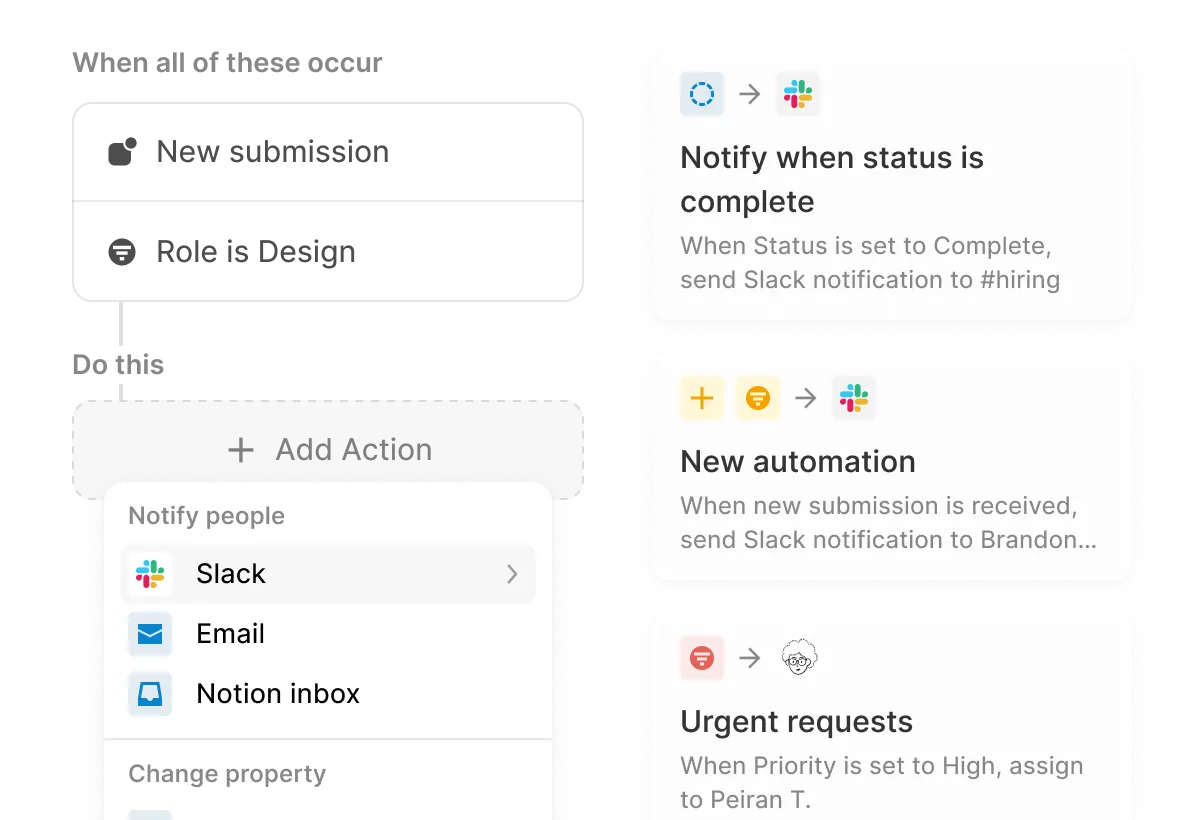 When all of these occur
New submission
Role is Design
Do this
Add Action
Notify people
Slack
Email
Notion inbox
Change property
Notify when status is
complete
When Status is set to Complete,
send Slack notification to #hiring
New automation
When new submission is received,
send Slack notification to Brandon...
Urgent requests
When Priority is set to High, assign
to Peiran T.